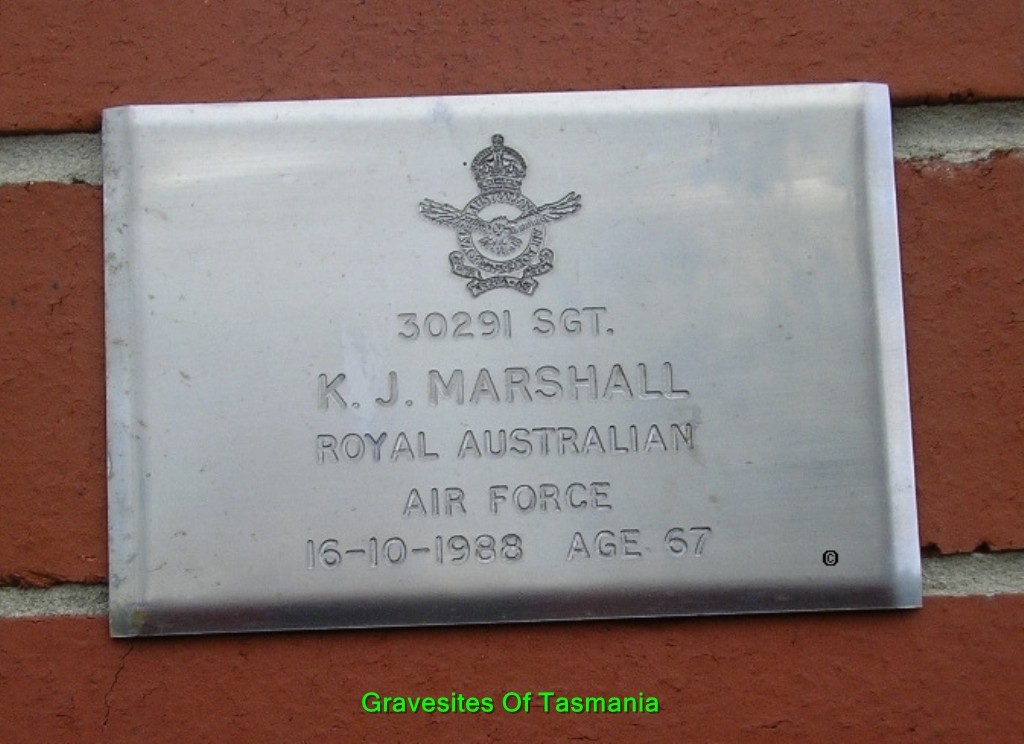 30291 SGT.
K. J. MARSHALL
ROYAL AUSTRALIAN
AIR FORCE
16-10-1988 AGE 67
©
Gravesites Of Tasmania